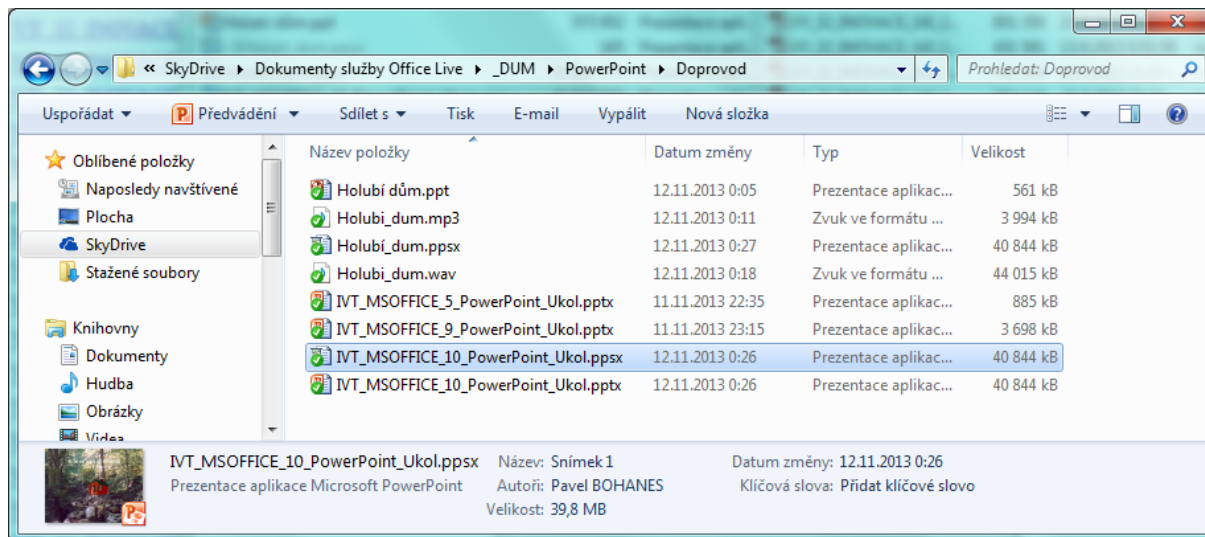 « SkyDrive ▸ Dokumenty služby Office Live ▸ _DUM ▸ PowerPoint ▸ Doprovod Prohledat: Doprovod
Uspořádat Předvádění Sdílet s Tisk E-mail Vypálit Nová složka
Oblíbené položky
Naposledy navštívené
Plocha
SkyDrive
Stažené soubory
Knihovny
Dokumenty
Hudba
Obrázky
Videa
Název položky Datum změny Typ Velikost
Holubí dům.ppt 12.11.2013 0:05 Prezentace aplikac... 561 kB
Holubi_dum.mp3 12.11.2013 0:11 Zvuk ve formátu ... 3 994 kB
Holubí_dum.ppsx 12.11.2013 0:27 Prezentace aplikac... 40 844 kB
Holubi_dum.wav 12.11.2013 0:18 Zvuk ve formátu ... 44 015 kB
IVT_MSOFFICE_5_PowerPoint_Ukol.pptx 11.11.2013 22:35 Prezentace aplikac... 885 kB
IVT_MSOFFICE_9_PowerPoint_Ukol.pptx 11.11.2013 23:15 Prezentace aplikac... 3 698 kB
IVT_MSOFFICE_10_PowerPoint_Ukol.ppsx 12.11.2013 0:26 Prezentace aplikac... 40 844 kB
IVT_MSOFFICE_10_PowerPoint_Ukol.pptx 12.11.2013 0:26 Prezentace aplikac... 40 844 kB
IVT_MSOFFICE_10_PowerPoint_Ukol.ppsx Název: Snímek 1 Datum změny: 12.11.2013 0:26
Prezentace aplikace Microsoft PowerPoint Autoři: Pavel BOHANES Klíčová slova: Přidat klíčové slovo
Velikost: 39,8 MB